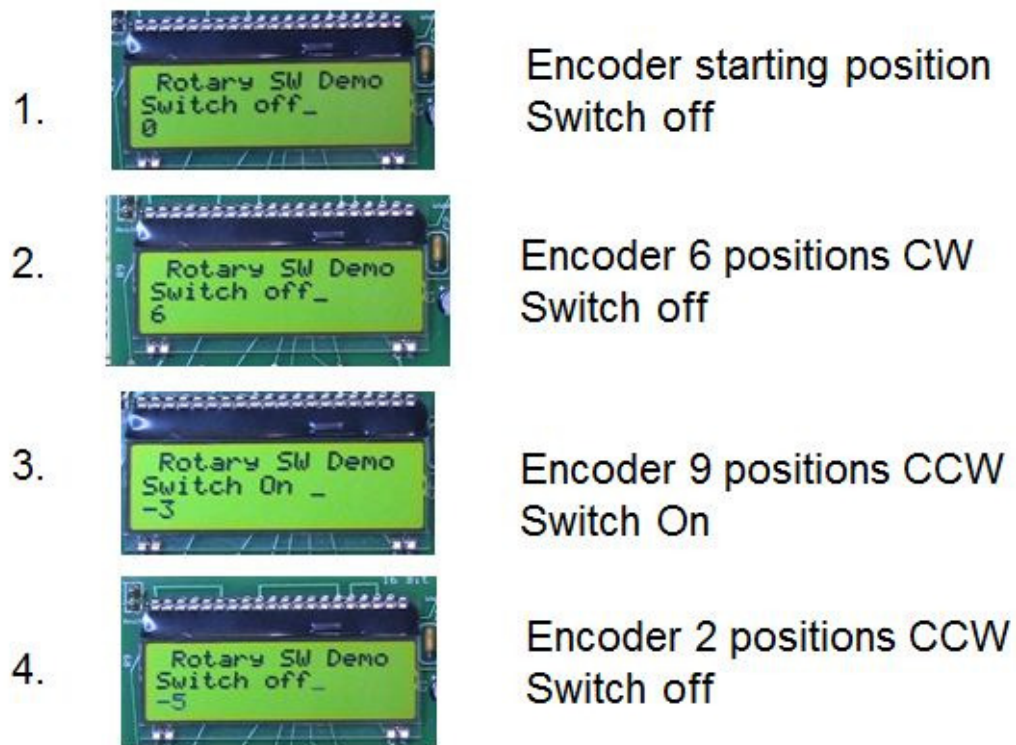 1.
Rotary SW Demo
Switch off_
0
Encoder starting position
Switch off
2.
Rotary SW Demo
Switch off_
6
Encoder 6 positions CW
Switch off
3.
Rotary SW Demo
Switch On _
-3
Encoder 9 positions CCW
Switch On
4.
16 Bit
Rotary SW Demo
Switch off_
-5
Encoder 2 positions CCW
Switch off